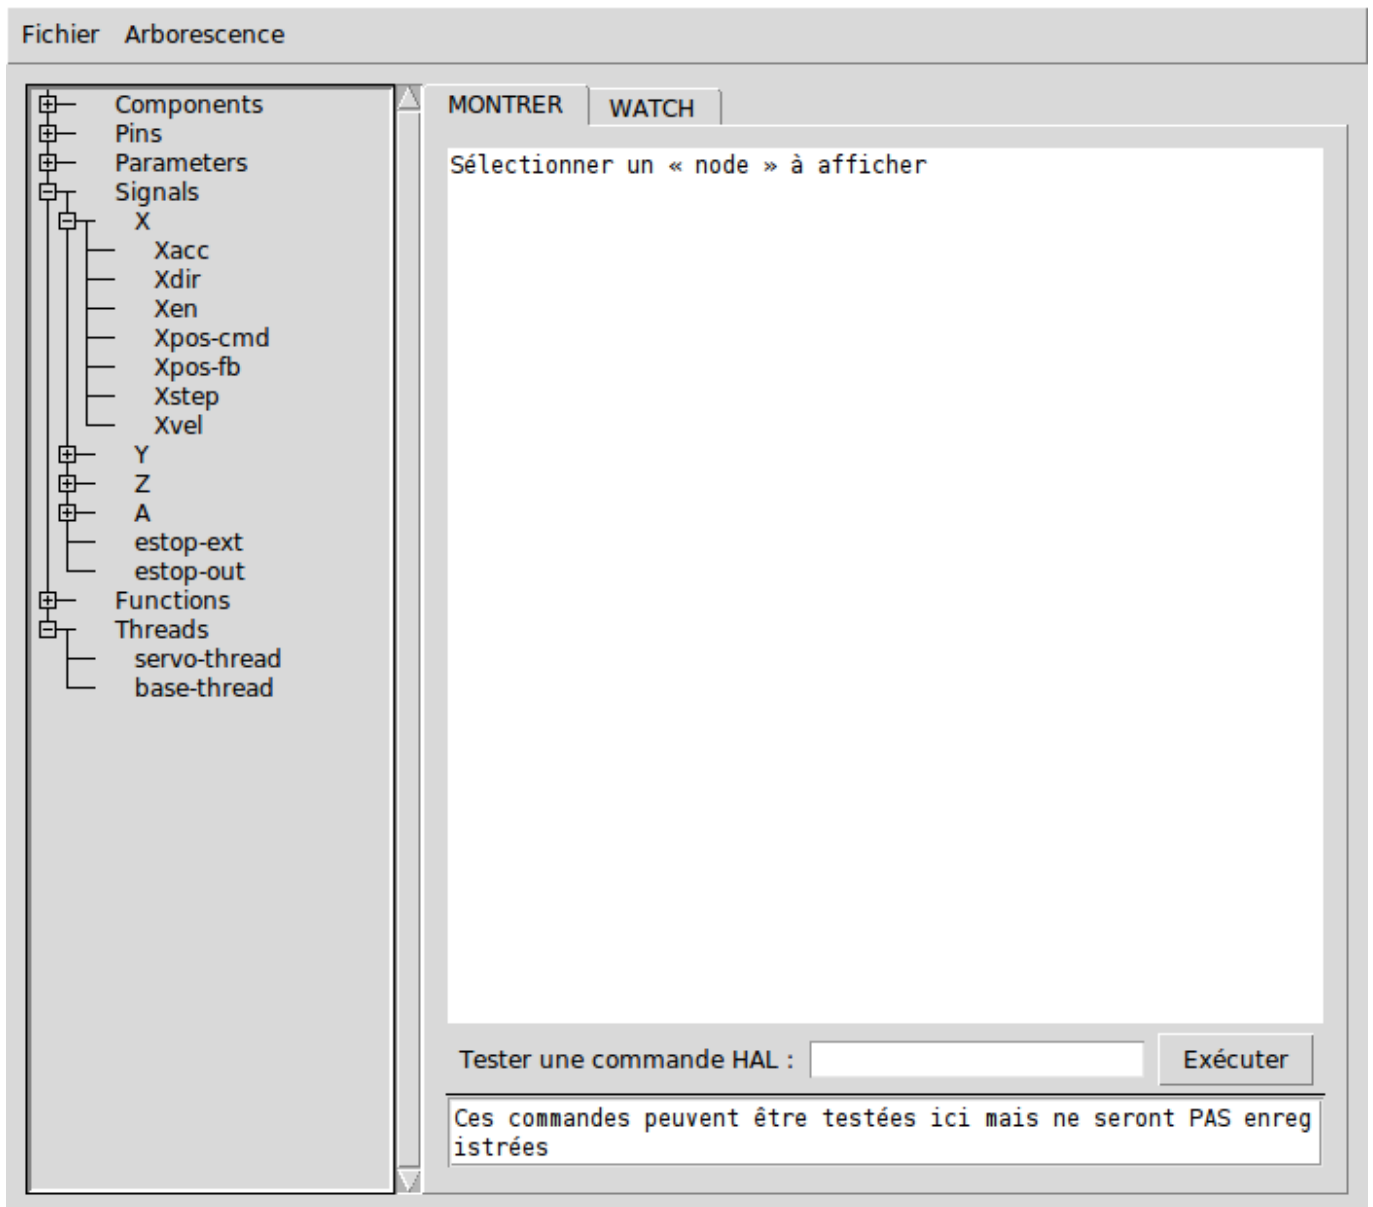 Fichier Arborescence
Components
Pins
Parameters
Signals
X
Xacc
Xdir
Xen
Xpos-cmd
Xpos-fb
Xstep
Xvel
Y
Z
A
estop-ext
estop-out
Functions
Threads
servo-thread
base-thread
MONTRER WATCH
Sélectionner un « node » à afficher
Tester une commande HAL : Exécuter
Ces commandes peuvent être testées ici mais ne seront PAS enreg
istrées